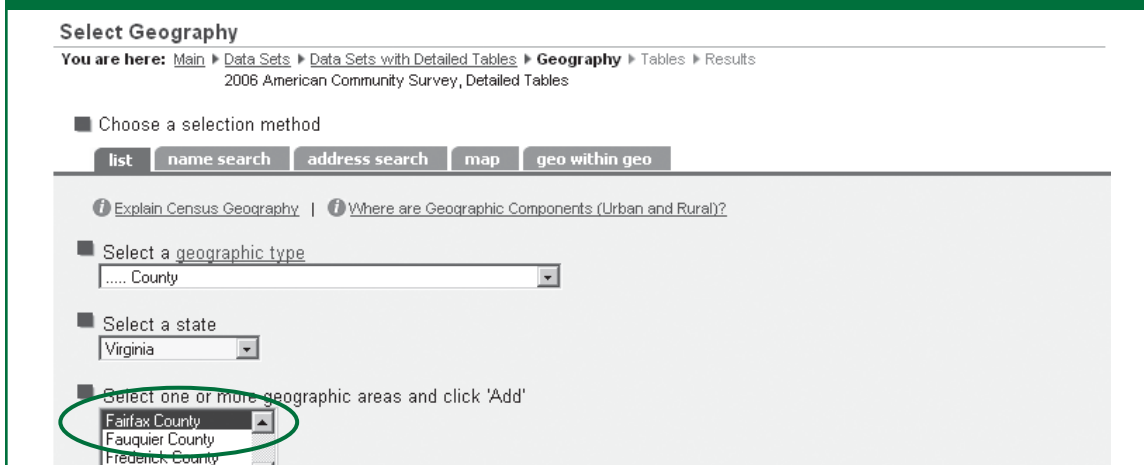 Select Geography
You are here: Main ▶ Data Sets ▶ Data Sets with Detailed Tables ▶ Geography ▶ Tables ▶ Results
2006 American Community Survey, Detailed Tables
Choose a selection method
list name search address search map geo within geo
Explain Census Geography | Where are Geographic Components (Urban and Rural)?
Select a geographic type
..... County
Select a state
Virginia
Select one or more geographic areas and click 'Add'
Fairfax County
Fauquier County
Frederick County